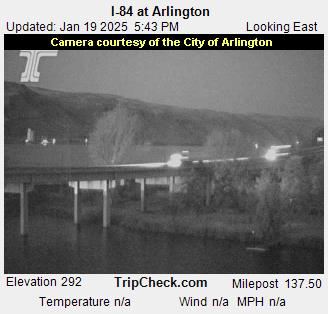 I-84 at Arlington
Updated: Jan 19 2025 5:43 PM Looking East
Camera courtesy of the City of Arlington
Elevation 292 TripCheck.com Milepost 137.50
Temperature n/a Wind n/a MPH n/a